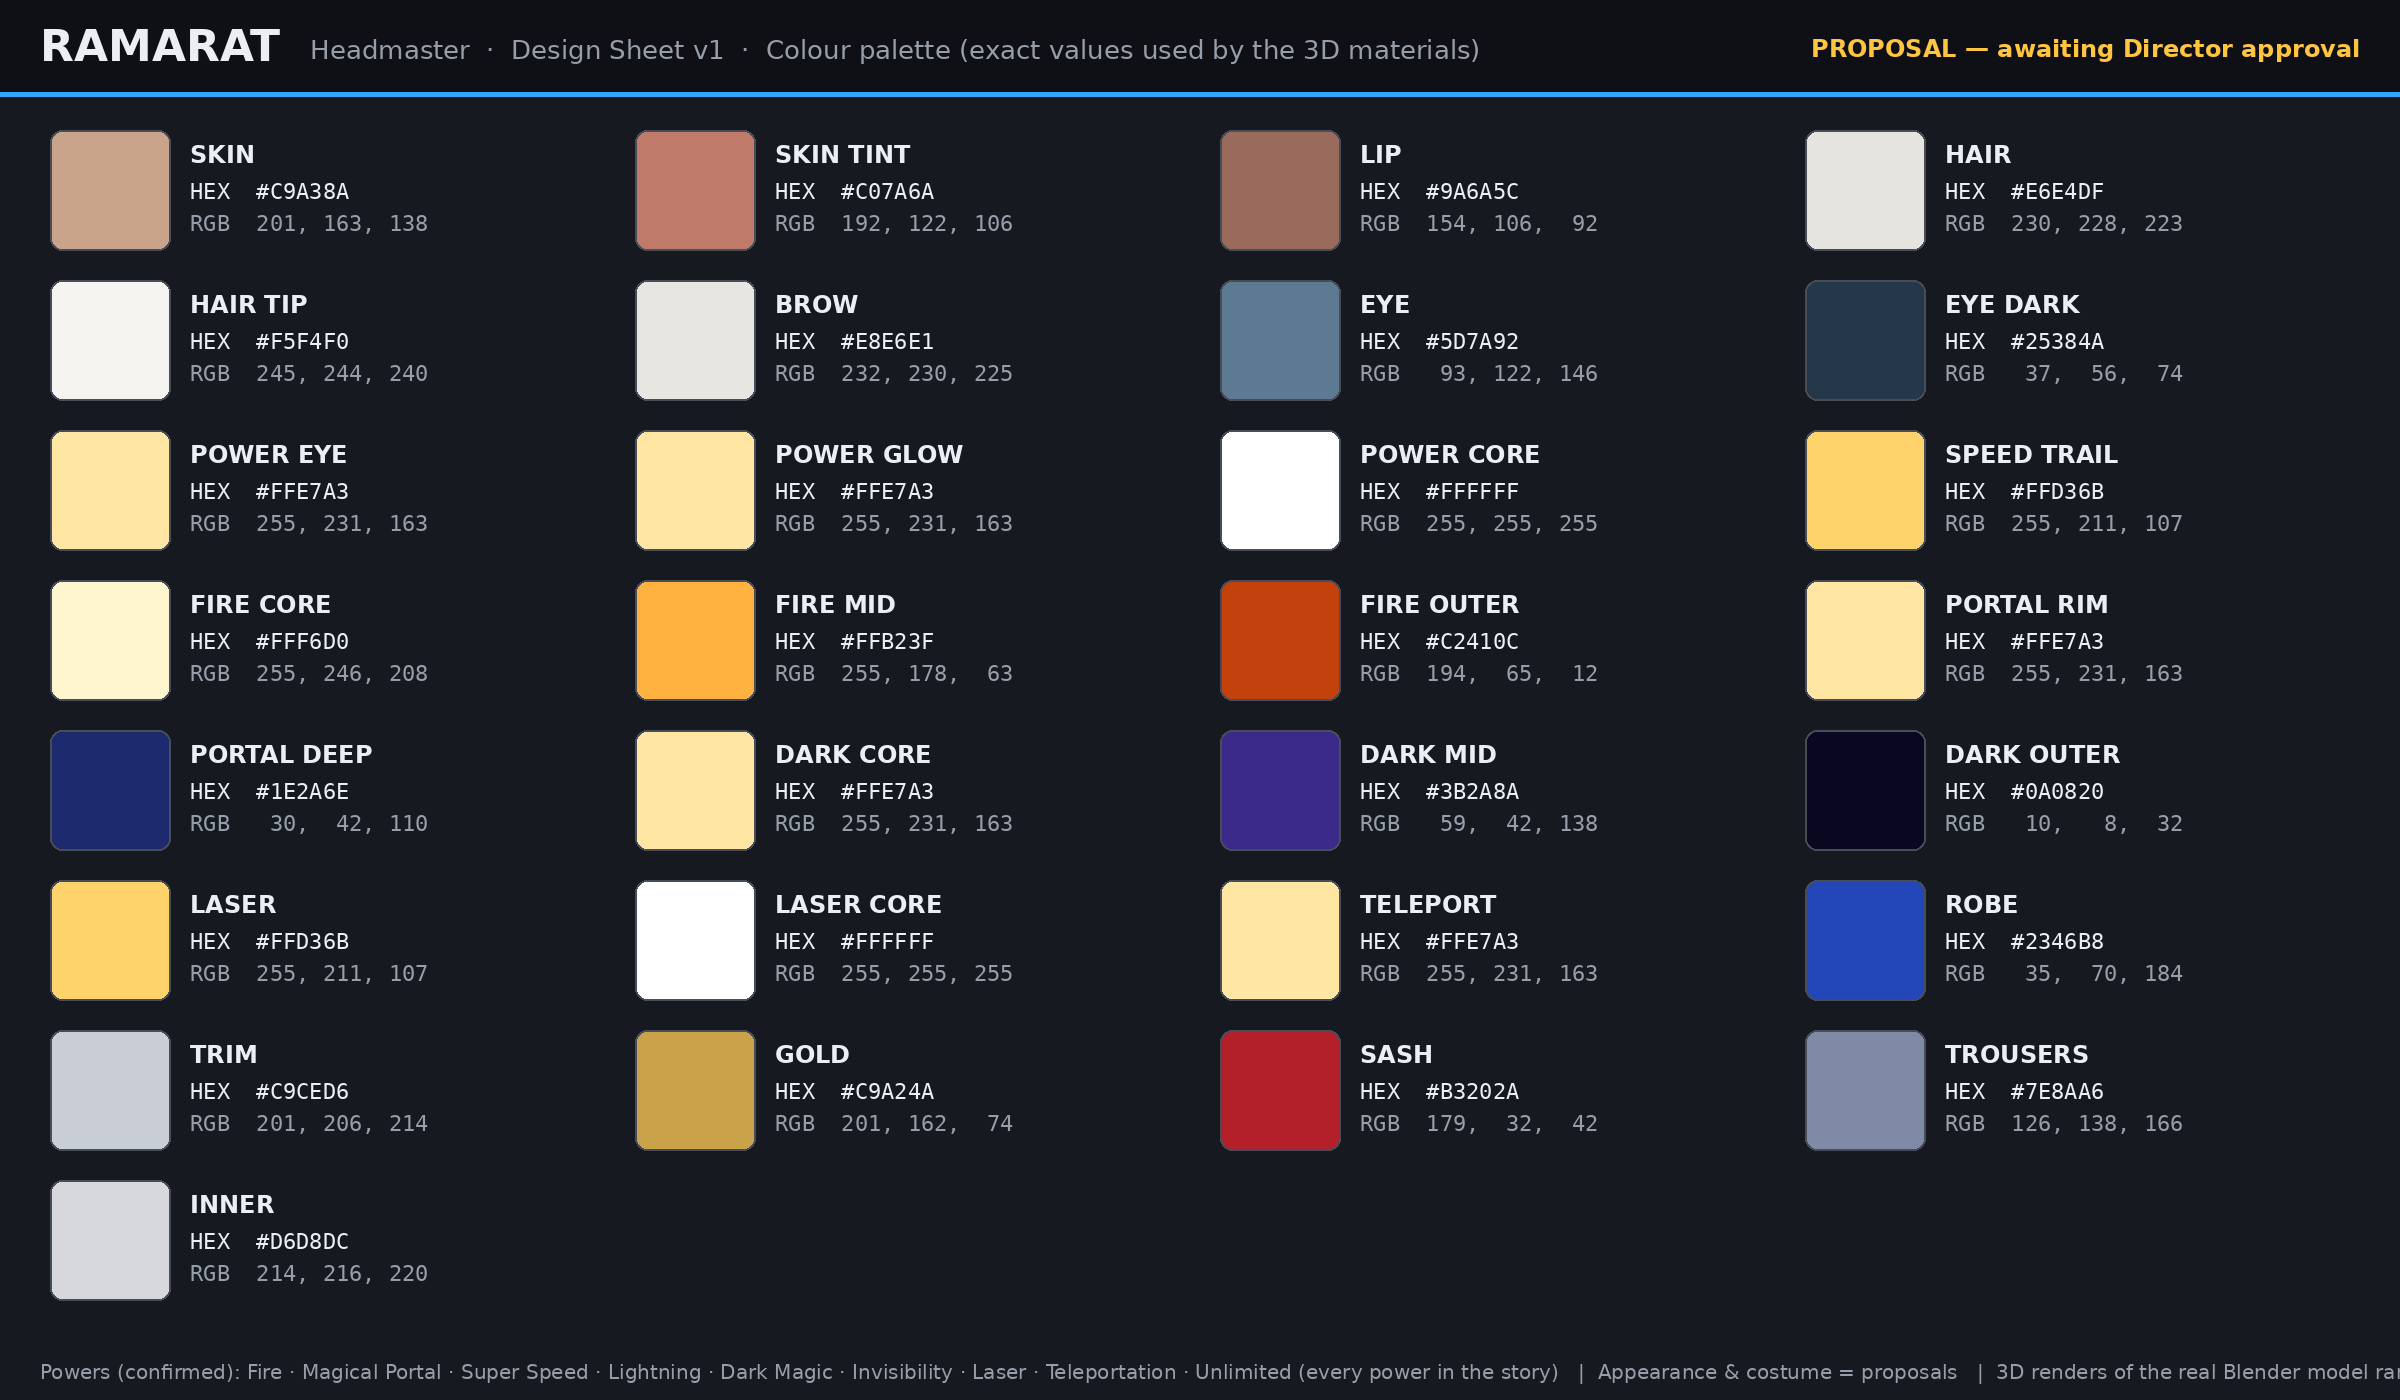 RAMARAT Headmaster · Design Sheet v1 · Colour palette (exact values used by the 3D materials) PROPOSAL — awaiting Director approval
SKIN
HEX #C9A38A
RGB 201, 163, 138
SKIN TINT
HEX #C07A6A
RGB 192, 122, 106
LIP
HEX #9A6A5C
RGB 154, 106, 92
HAIR
HEX #E6E4DF
RGB 230, 228, 223
HAIR TIP
HEX #F5F4F0
RGB 245, 244, 240
BROW
HEX #E8E6E1
RGB 232, 230, 225
EYE
HEX #5D7A92
RGB 93, 122, 146
EYE DARK
HEX #25384A
RGB 37, 56, 74
POWER EYE
HEX #FFE7A3
RGB 255, 231, 163
POWER GLOW
HEX #FFE7A3
RGB 255, 231, 163
POWER CORE
HEX #FFFFFF
RGB 255, 255, 255
SPEED TRAIL
HEX #FFD36B
RGB 255, 211, 107
FIRE CORE
HEX #FFF6D0
RGB 255, 246, 208
FIRE MID
HEX #FFB23F
RGB 255, 178, 63
FIRE OUTER
HEX #C2410C
RGB 194, 65, 12
PORTAL RIM
HEX #FFE7A3
RGB 255, 231, 163
PORTAL DEEP
HEX #1E2A6E
RGB 30, 42, 110
DARK CORE
HEX #FFE7A3
RGB 255, 231, 163
DARK MID
HEX #3B2A8A
RGB 59, 42, 138
DARK OUTER
HEX #0A0820
RGB 10, 8, 32
LASER
HEX #FFD36B
RGB 255, 211, 107
LASER CORE
HEX #FFFFFF
RGB 255, 255, 255
TELEPORT
HEX #FFE7A3
RGB 255, 231, 163
ROBE
HEX #2346B8
RGB 35, 70, 184
TRIM
HEX #C9CED6
RGB 201, 206, 214
GOLD
HEX #C9A24A
RGB 201, 162, 74
SASH
HEX #B3202A
RGB 179, 32, 42
TROUSERS
HEX #7E8AA6
RGB 126, 138, 166
INNER
HEX #D6D8DC
RGB 214, 216, 220
Powers (confirmed): Fire · Magical Portal · Super Speed · Lightning · Dark Magic · Invisibility · Laser · Teleportation · Unlimited (every power in the story) | Appearance & costume = proposals | 3D renders of the real Blender model